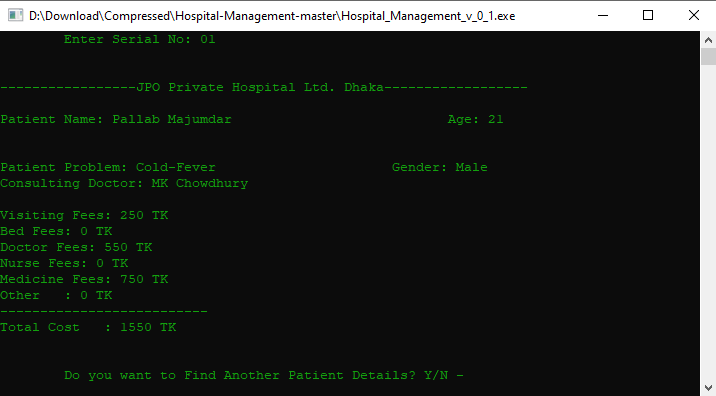 D:\Download\Compressed\Hospital-Management-master\Hospital_Management_v_0_1.exe
Enter Serial No: 01
-----------------JPO Private Hospital Ltd. Dhaka------------------
Patient Name: Pallab Majumdar Age: 21
Patient Problem: Cold-Fever Gender: Male
Consulting Doctor: MK Chowdhury
Visiting Fees: 250 TK
Bed Fees: 0 TK
Doctor Fees: 550 TK
Nurse Fees: 0 TK
Medicine Fees: 750 TK
Other   : 0 TK
--------------------------
Total Cost   : 1550 TK
Do you want to Find Another Patient Details? Y/N -